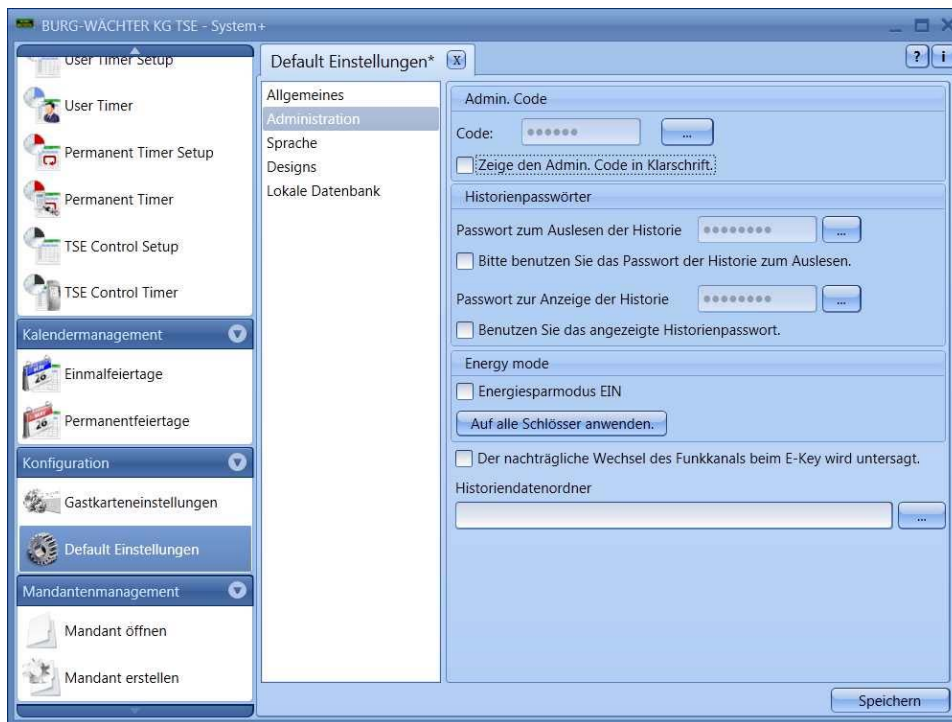 BURG-WÄCHTER KG TSE - System+
User Timer Setup
User Timer
Permanent Timer Setup
Permanent Timer
TSE Control Setup
TSE Control Timer
Kalendermanagement
Einmalfeiertage
Permanentfeiertage
Konfiguration
Gastkarteneinstellungen
Default Einstellungen
Mandantenmanagement
Mandant öffnen
Mandant erstellen
Default Einstellungen* X
? i
Allgemeines
Administration
Sprache
Designs
Lokale Datenbank
Admin. Code
Code: ●●●●●● ...
Zeige den Admin. Code in Klarschrift.
Historienpasswörter
Passwort zum Auslesen der Historie ●●●●●●●● ...
Bitte benutzen Sie das Passwort der Historie zum Auslesen.
Passwort zur Anzeige der Historie ●●●●●●●● ...
Benutzen Sie das angezeigte Historienpasswort.
Energy mode
Energiesparmodus EIN
Auf alle Schlösser anwenden.
Der nachträgliche Wechsel des Funkkanals beim E-Key wird untersagt.
Historiendatenordner
...
Speichern